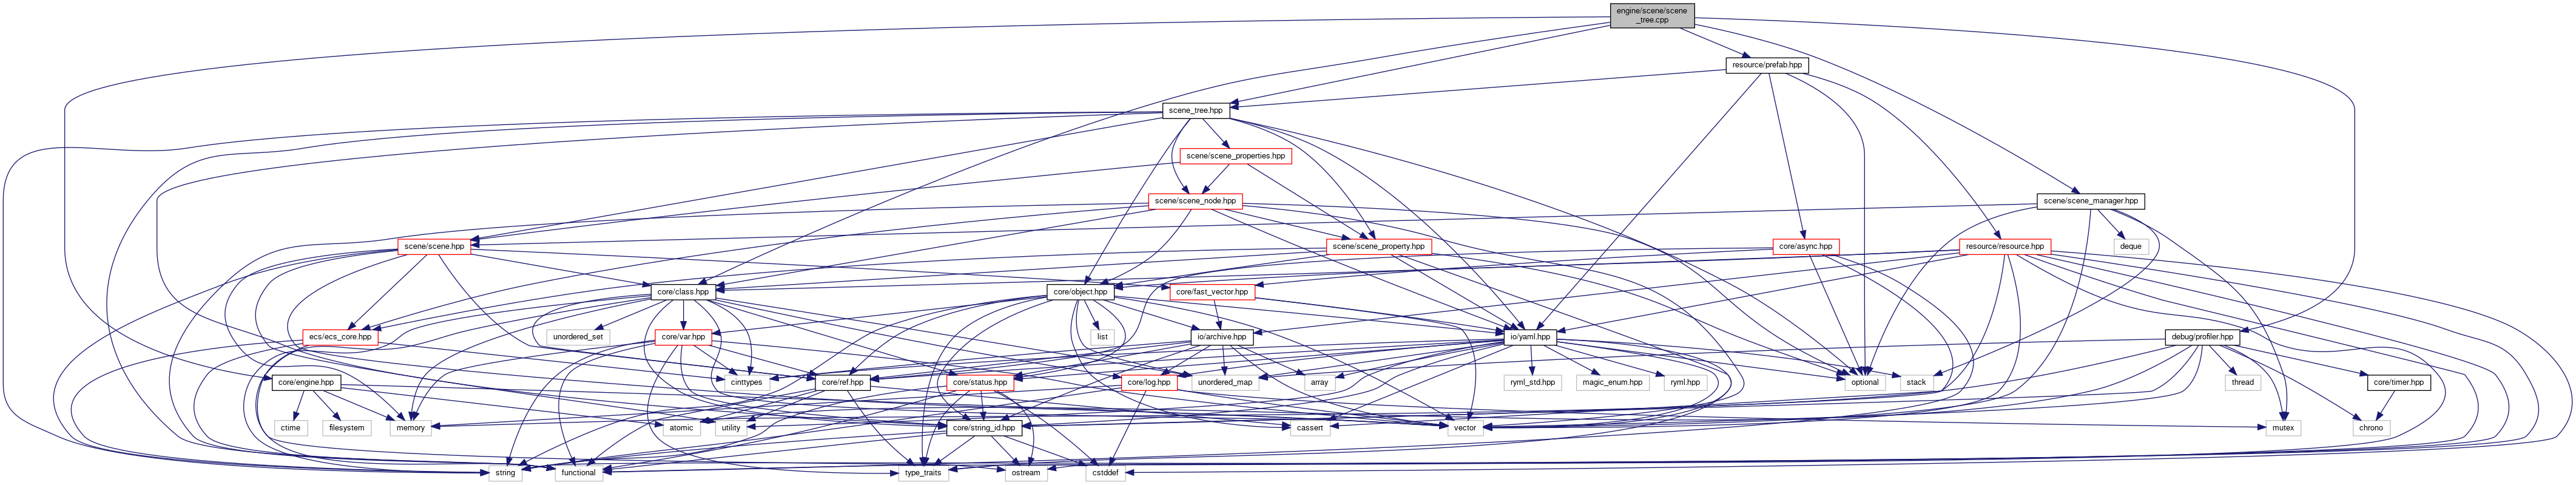 engine/scene/scene
_tree.cpp
resource/prefab.hpp
scene_tree.hpp
scene/scene_properties.hpp
scene/scene_node.hpp
scene/scene_manager.hpp
scene/scene.hpp
scene/scene_property.hpp
core/async.hpp
resource/resource.hpp
deque
core/class.hpp
core/object.hpp
core/fast_vector.hpp
ecs/ecs_core.hpp
unordered_set
core/var.hpp
list
io/archive.hpp
io/yaml.hpp
debug/profiler.hpp
core/engine.hpp
cinttypes
core/ref.hpp
core/status.hpp
core/log.hpp
unordered_map
array
ryml_std.hpp
magic_enum.hpp
ryml.hpp
optional
stack
thread
core/timer.hpp
ctime
filesystem
memory
atomic
utility
core/string_id.hpp
cassert
vector
mutex
chrono
string
functional
type_traits
ostream
cstddef